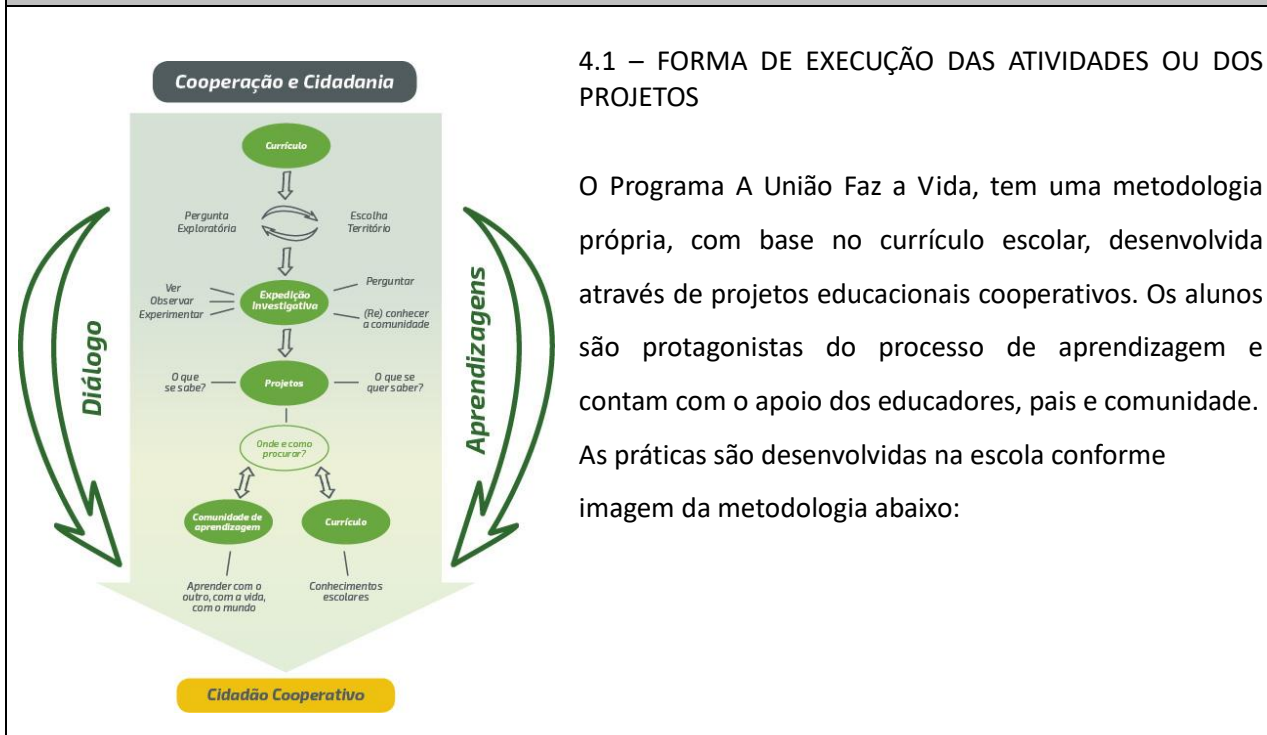 Cooperação e Cidadania
Currículo
Pergunta
Exploratória
Escolha
Território
Ver
Observar
Experimentar
Expedição
Investigativa
Perguntar
(Re) conhecer
a comunidade
O que
se sabe?
Projetos
O que se
quer saber?
Onde e como
procurar?
Comunidade de
aprendizagem
Currículo
Aprender com o
outro, com a vida,
com o mundo
Conhecimentos
escolares
Diálogo
Aprendizagens
Cidadão Cooperativo
4.1 – FORMA DE EXECUÇÃO DAS ATIVIDADES OU DOS
PROJETOS
O Programa A União Faz a Vida, tem uma metodologia
própria, com base no currículo escolar, desenvolvida
através de projetos educacionais cooperativos. Os alunos
são protagonistas do processo de aprendizagem e
contam com o apoio dos educadores, pais e comunidade.
As práticas são desenvolvidas na escola conforme
imagem da metodologia abaixo: